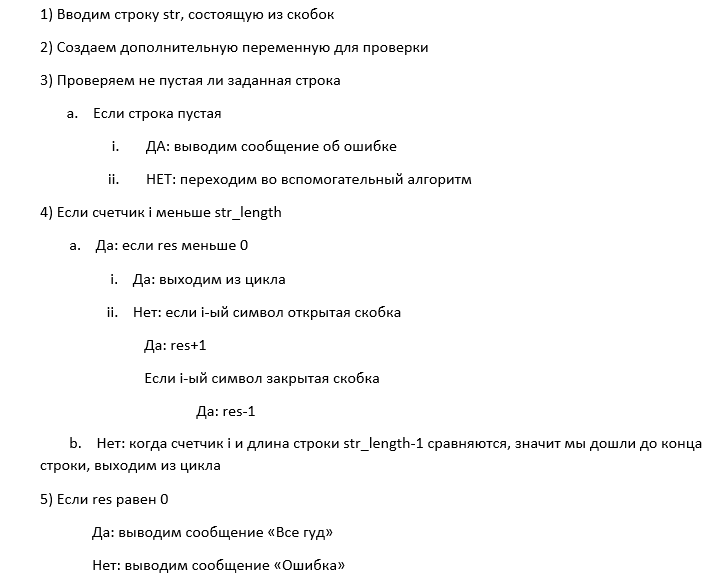 1) Вводим строку str, состоящую из скобок
2) Создаем дополнительную переменную для проверки
3) Проверяем не пустая ли заданная строка
a. Если строка пустая
i. ДА: выводим сообщение об ошибке
ii. НЕТ: переходим во вспомогательный алгоритм
4) Если счетчик i меньше str_length
a. Да: если res меньше 0
i. Да: выходим из цикла
ii. Нет: если i-ый символ открытая скобка
Да: res+1
Если i-ый символ закрытая скобка
Да: res-1
b. Нет: когда счетчик i и длина строки str_length-1 сравняются, значит мы дошли до конца
строки, выходим из цикла
5) Если res равен 0
Да: выводим сообщение «Все гуд»
Нет: выводим сообщение «Ошибка»